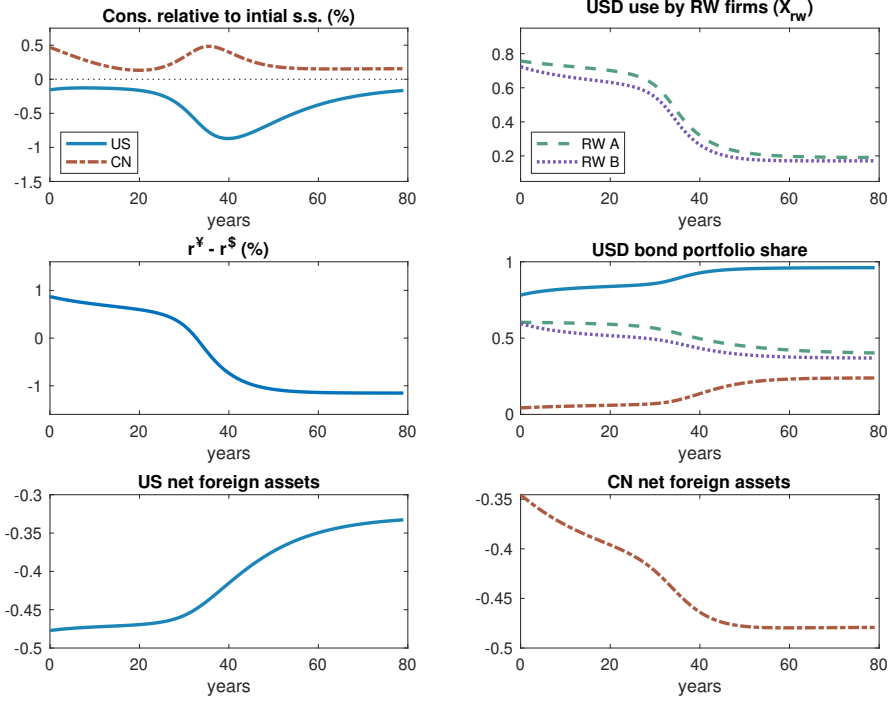 Cons. relative to intial s.s. (%)
0.5
0
-0.5
-1
-1.5
US
CN
0 20 40 60 80
years
USD use by RW firms (X_rw)
0.8
0.6
0.4
0.2
RW A
RW B
0 20 40 60 80
years
r^¥ - r^$ (%)
1
0
-1
0 20 40 60 80
years
USD bond portfolio share
1
0.5
0
0 20 40 60 80
years
US net foreign assets
-0.3
-0.35
-0.4
-0.45
-0.5
0 20 40 60 80
years
CN net foreign assets
-0.35
-0.4
-0.45
-0.5
0 20 40 60 80
years